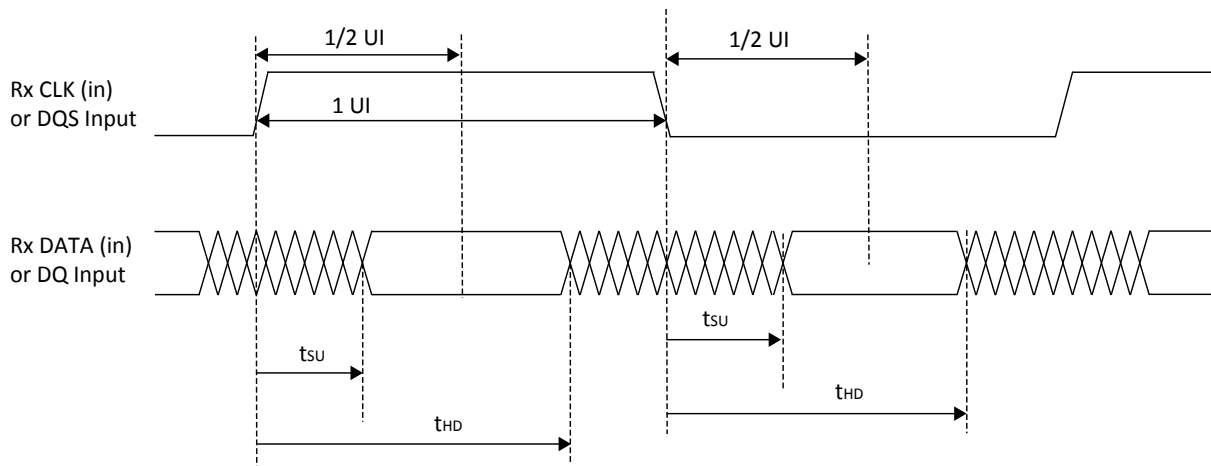 1/2 UI
1/2 UI
Rx CLK (in)
or DQS Input
1 UI
Rx DATA (in)
or DQ Input
tSU
tSU
tHD
tHD